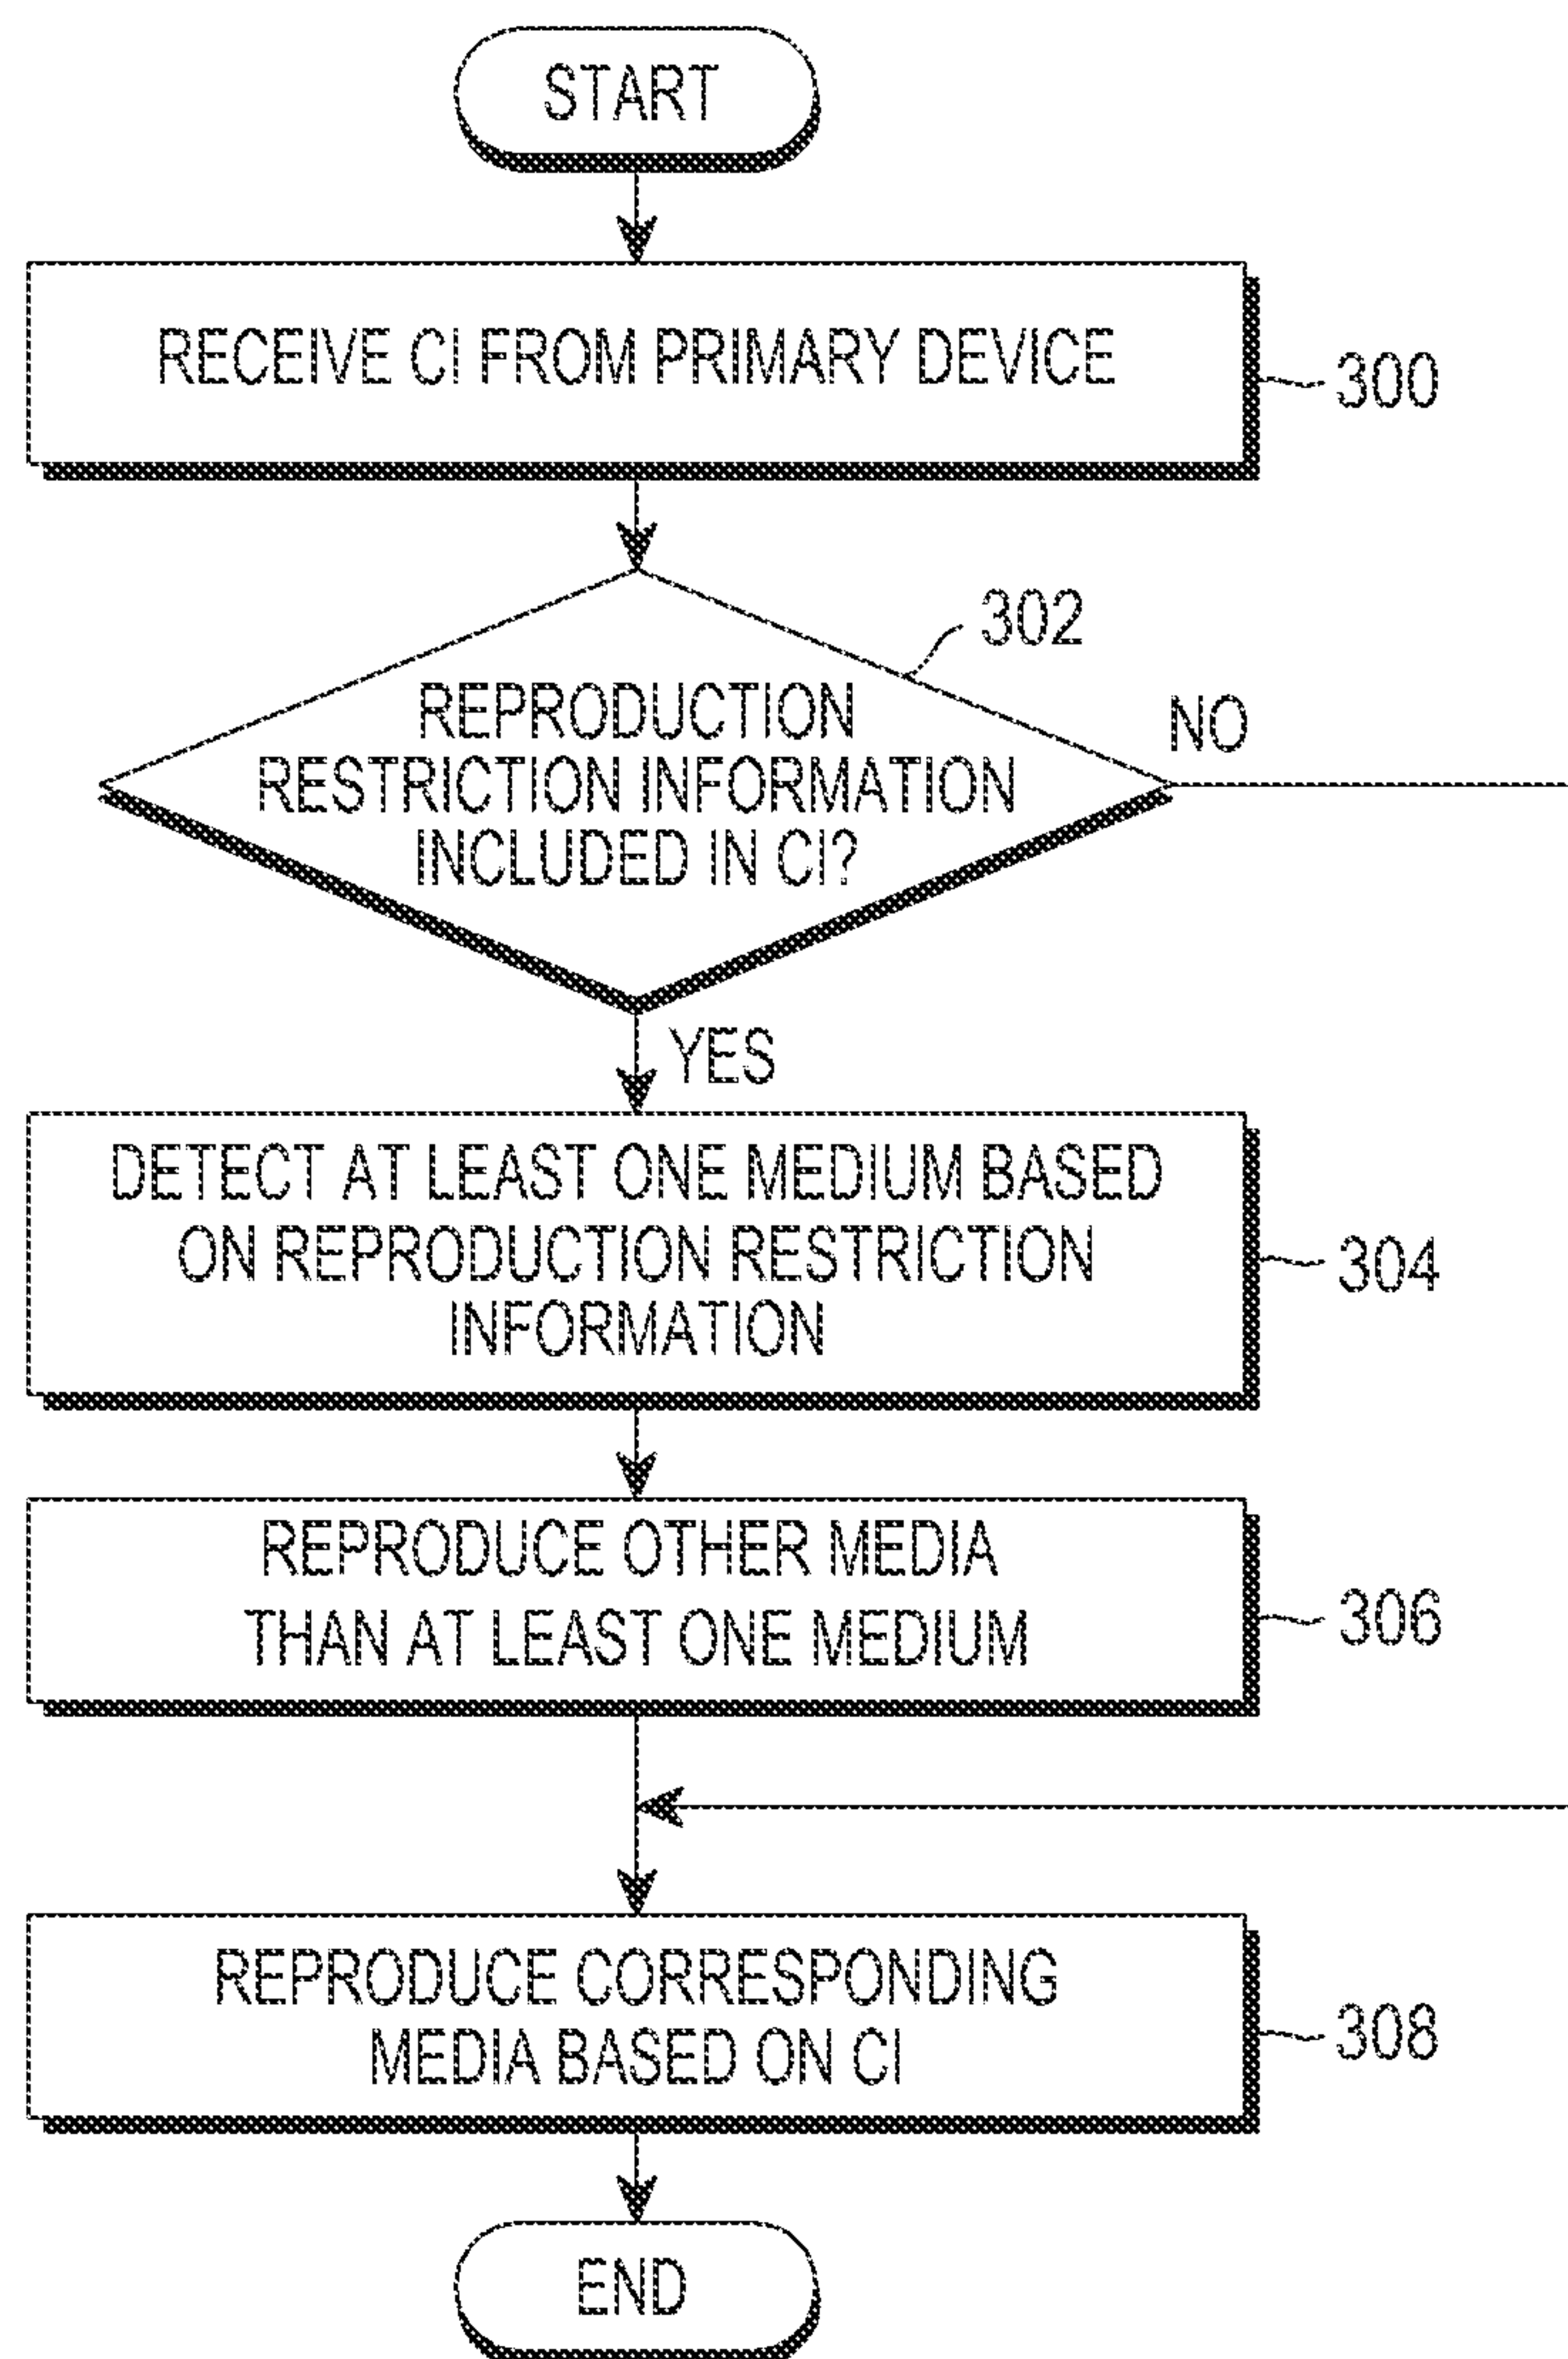 START
RECEIVE CI FROM PRIMARY DEVICE
300
302
NO
REPRODUCTION
RESTRICTION INFORMATION
INCLUDED IN CI?
YES
DETECT AT LEAST ONE MEDIUM BASED
ON REPRODUCTION RESTRICTION
INFORMATION
304
REPRODUCE OTHER MEDIA
THAN AT LEAST ONE MEDIUM
306
REPRODUCE CORRESPONDING
MEDIA BASED ON CI
308
END